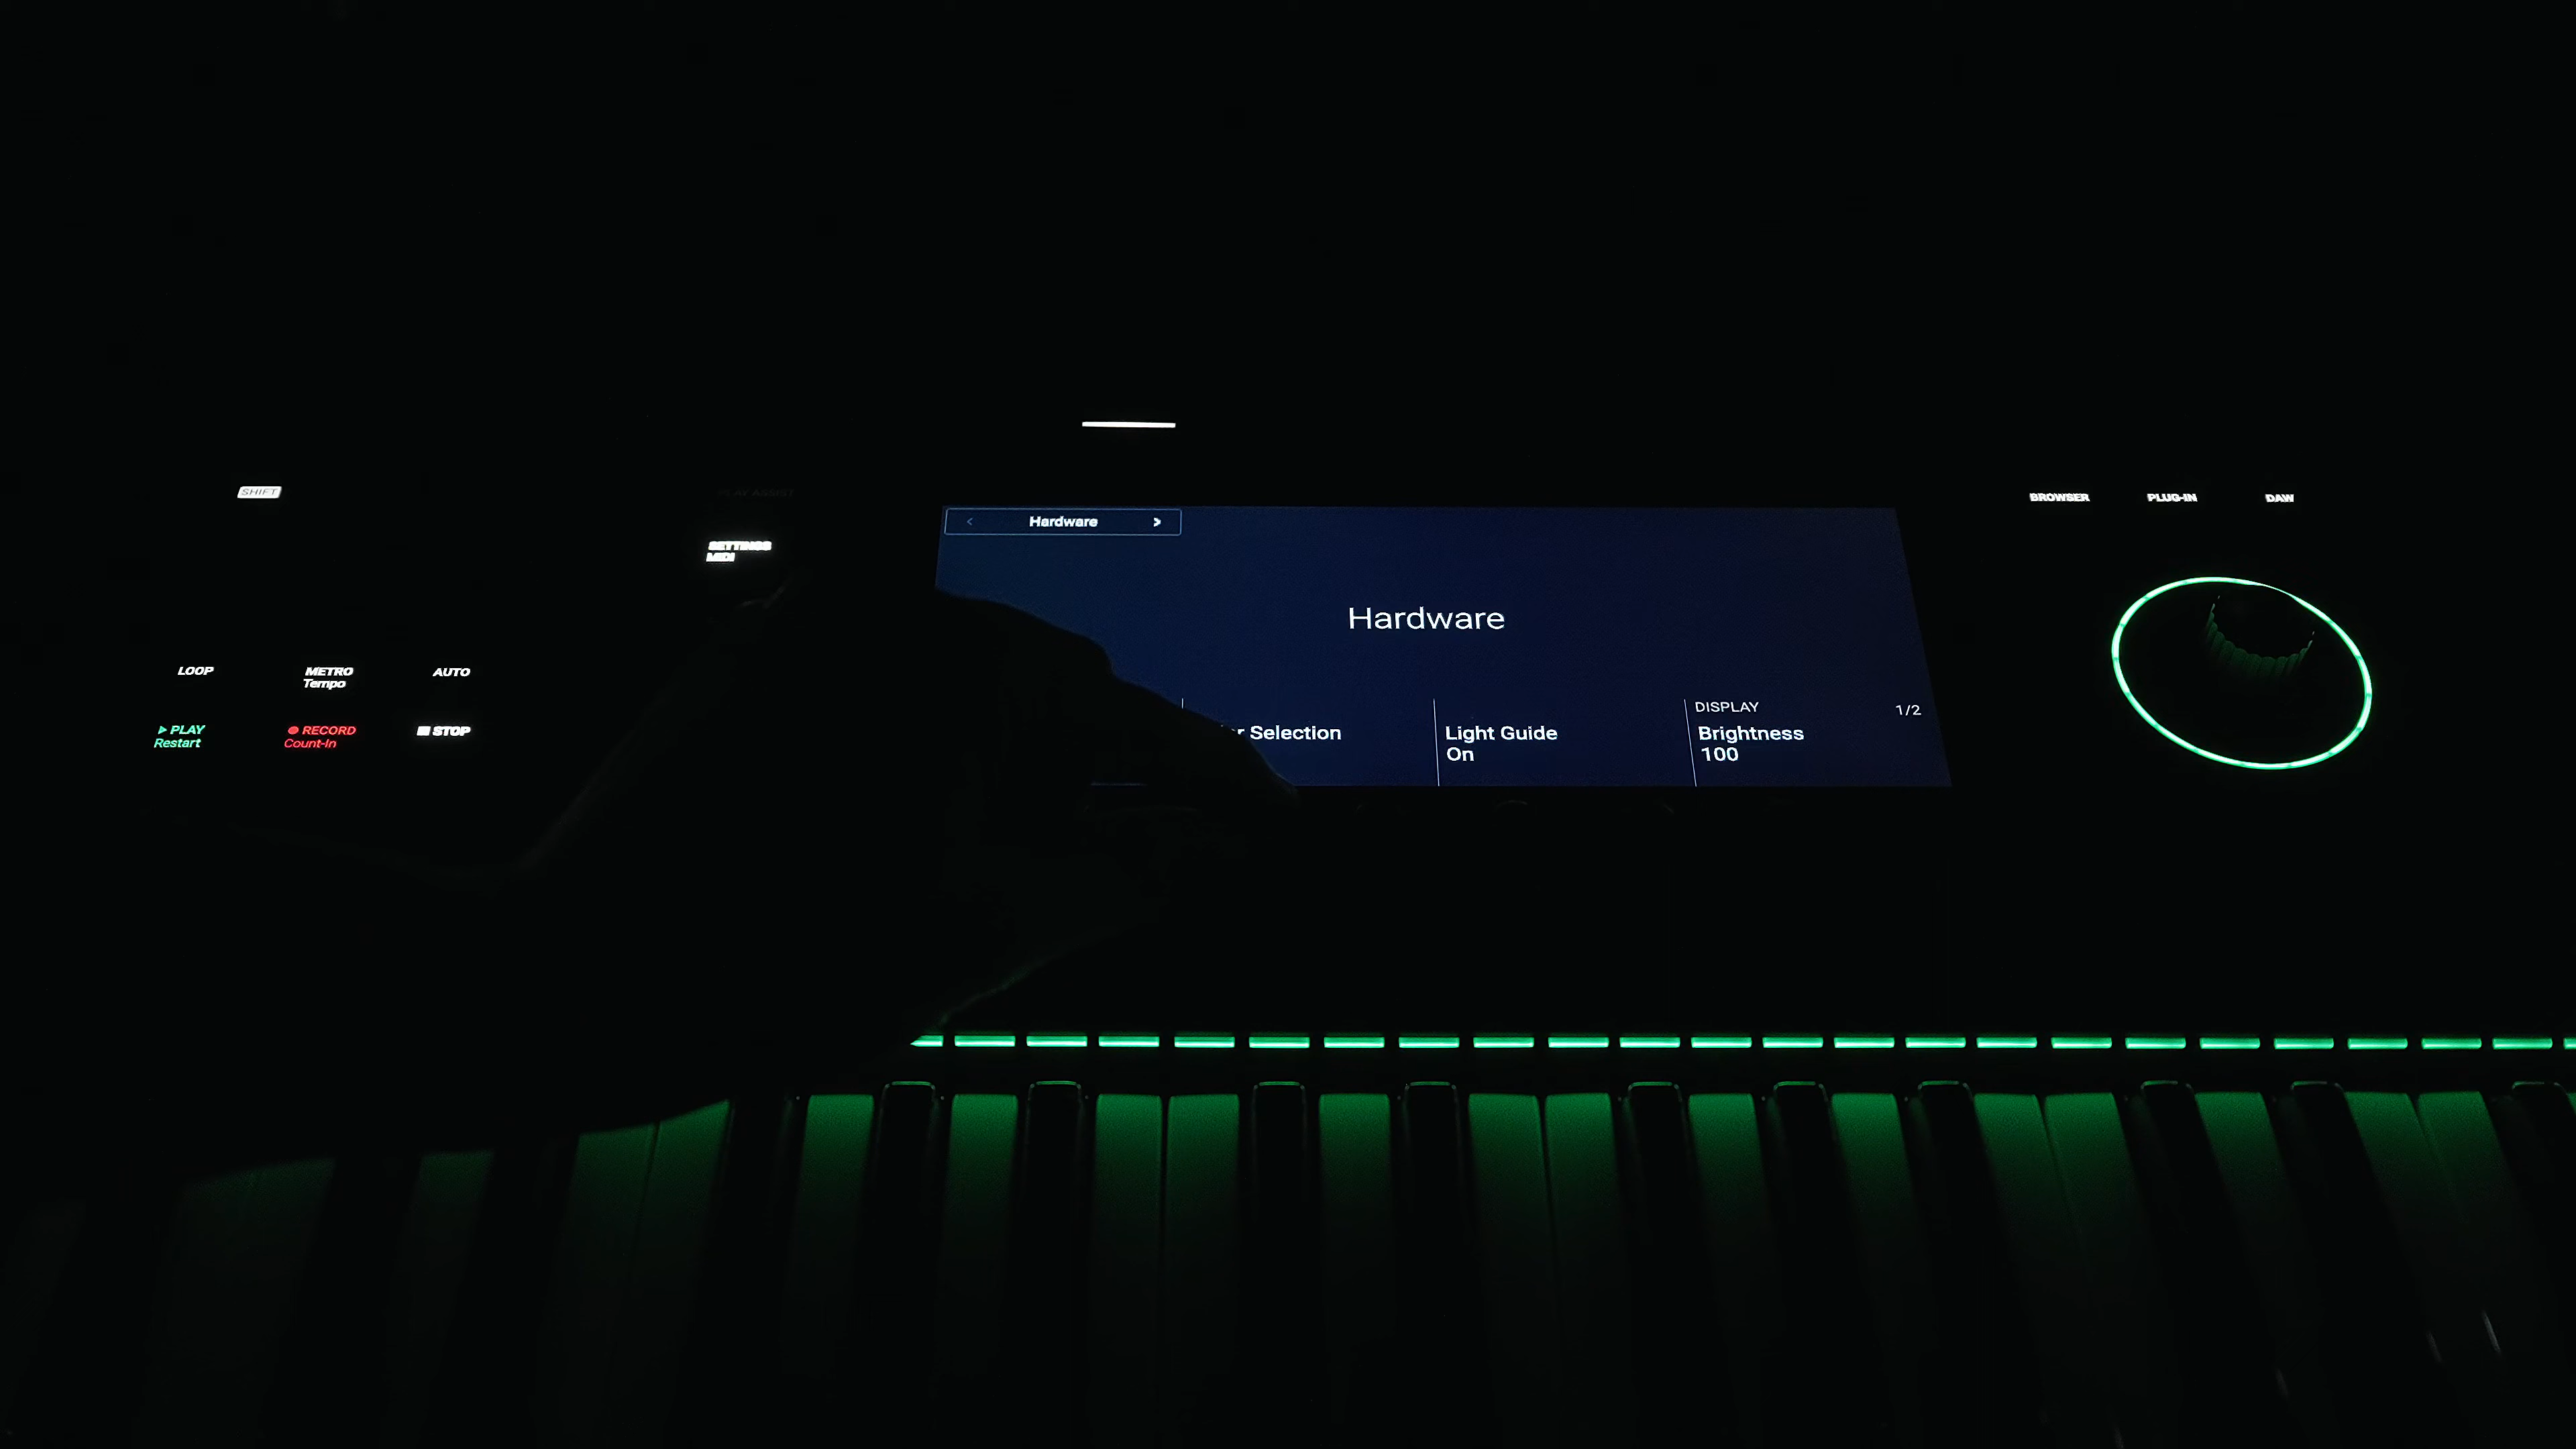 SHIFT
SETTINGS
MIDI
LOOP
METRO
Tempo
AUTO
PLAY
Restart
RECORD
Count-In
STOP
< Hardware >
Hardware
Selection
Light Guide
On
DISPLAY
1/2
Brightness
100
BROWSER
PLUG-IN
DAW